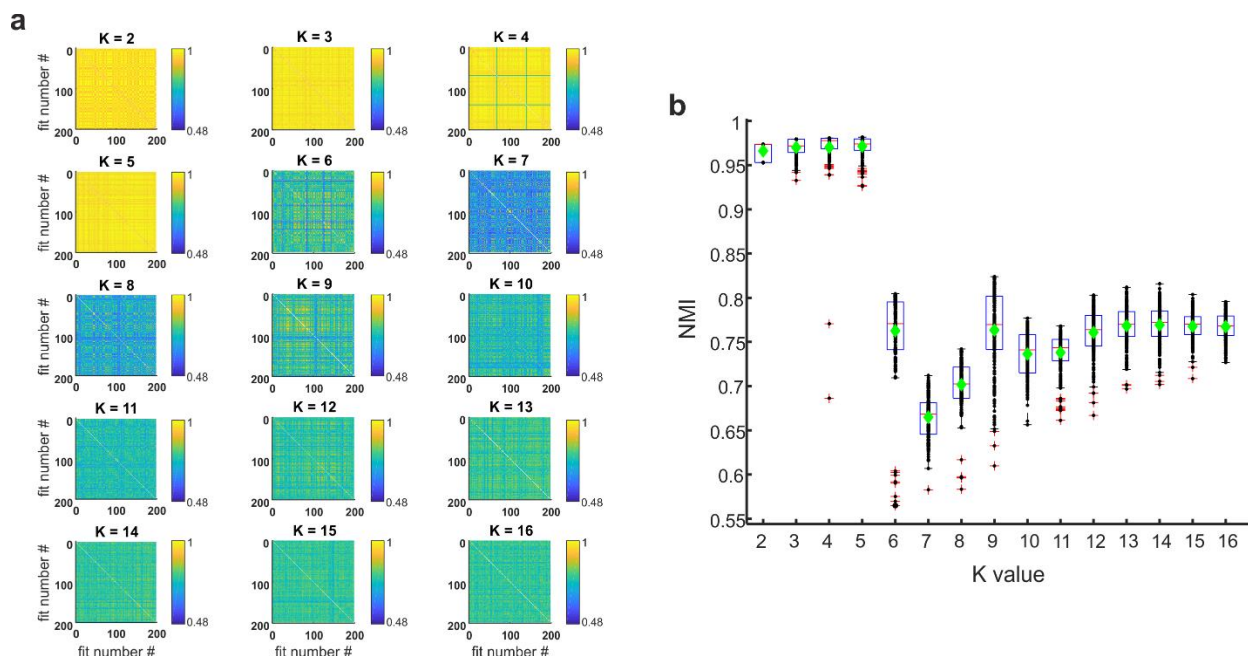 a
K = 2
K = 3
K = 4
fit number #
0
100
200
1
0.48
0
100
200
1
0.48
0
100
200
1
0.48
0 100 200
0 100 200
0 100 200
K = 5
K = 6
K = 7
fit number #
0
100
200
1
0.48
0
100
200
1
0.48
0
100
200
1
0.48
0 100 200
0 100 200
0 100 200
K = 8
K = 9
K = 10
fit number #
0
100
200
1
0.48
0
100
200
1
0.48
0
100
200
1
0.48
0 100 200
0 100 200
0 100 200
K = 11
K = 12
K = 13
fit number #
0
100
200
1
0.48
0
100
200
1
0.48
0
100
200
1
0.48
0 100 200
0 100 200
0 100 200
K = 14
K = 15
K = 16
fit number #
0
100
200
1
0.48
0
100
200
1
0.48
0
100
200
1
0.48
0 100 200
0 100 200
0 100 200
fit number #
fit number #
fit number #
b
NMI
1
0.95
0.9
0.85
0.8
0.75
0.7
0.65
0.6
0.55
2 3 4 5 6 7 8 9 10 11 12 13 14 15 16
K value